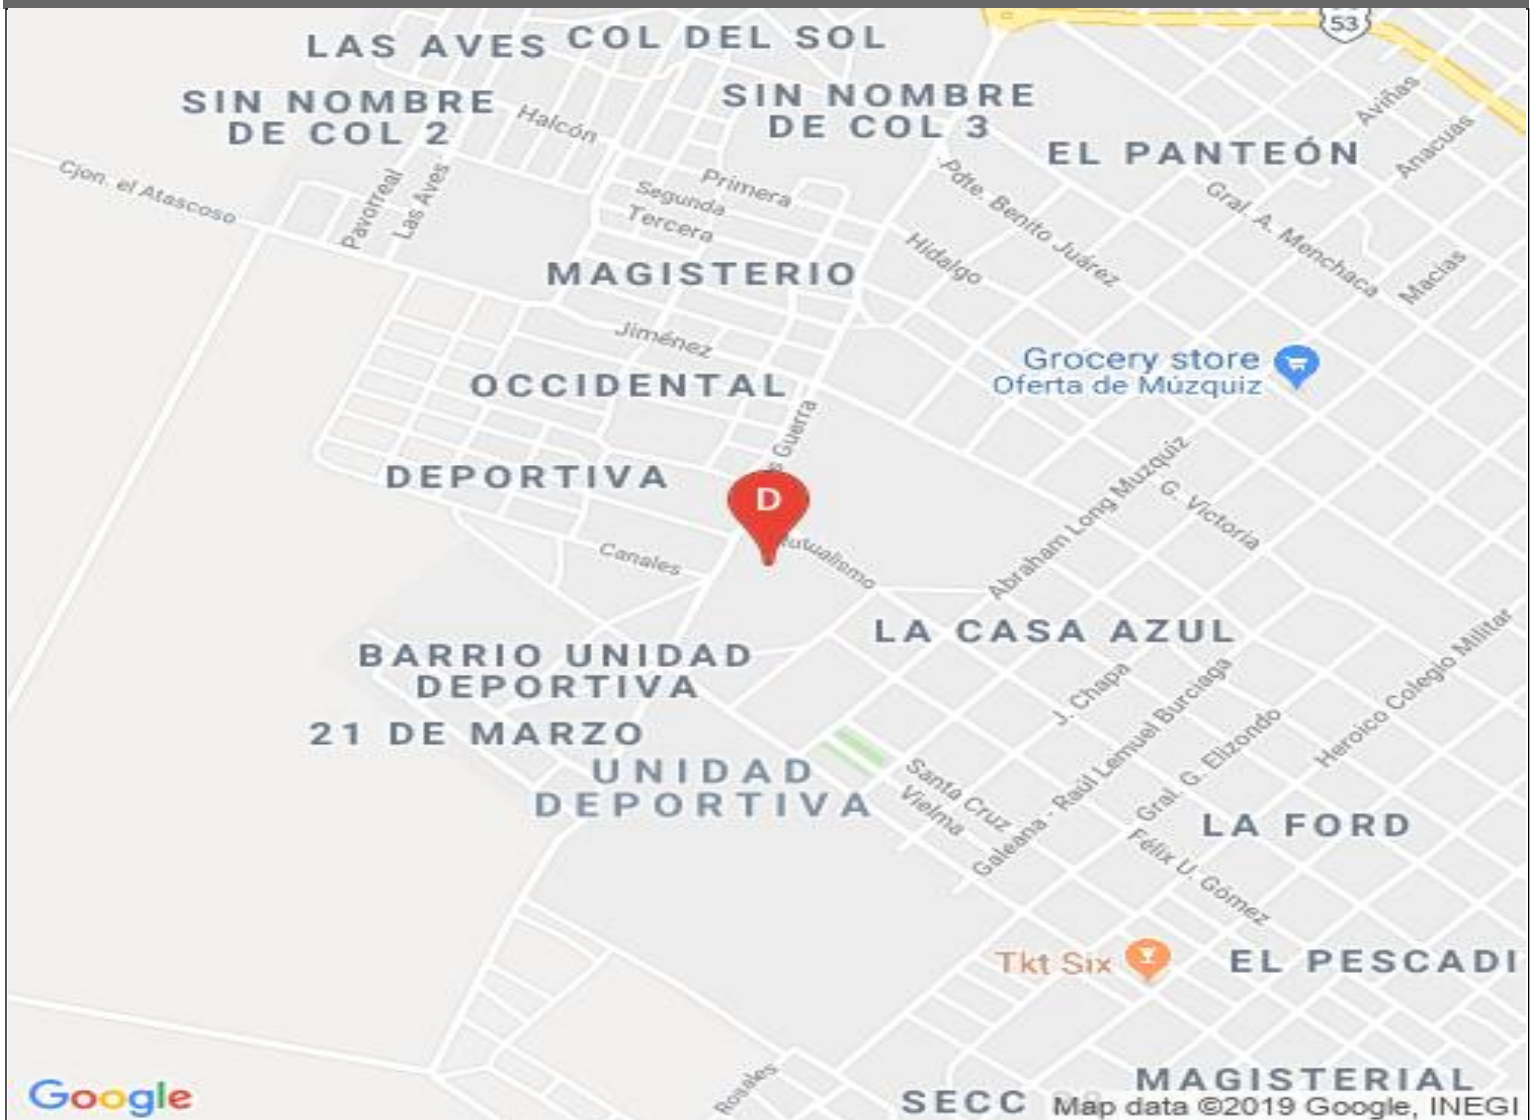 53
LAS AVES
COL DEL SOL
SIN NOMBRE
DE COL 2
SIN NOMBRE
DE COL 3
Halcón
Aviñas
Anacuas
EL PANTEÓN
Cjon. el Atascoso
Pavorreal
Las Aves
Primera
Segunda
Tercera
Pdte. Benito Juárez
Gral. A. Menchaca
Hidalgo
Macías
MAGISTERIO
Jiménez
Grocery store
Oferta de Múzquiz
OCCIDENTAL
s Guerra
DEPORTIVA
D
Abraham Long Muzquiz
G. Victoria
Canales
utualismo
LA CASA AZUL
BARRIO UNIDAD
DEPORTIVA
J. Chapa
Galeana - Raúl Lemuel Burciaga
Heroico Colegio Militar
21 DE MARZO
UNIDAD
DEPORTIVA
Gral. G. Elizondo
Santa Cruz
Vielma
LA FORD
Félix U. Gómez
Tkt Six
EL PESCADI
Rosales
MAGISTERIAL
SECC
Google
Map data ©2019 Google, INEGI